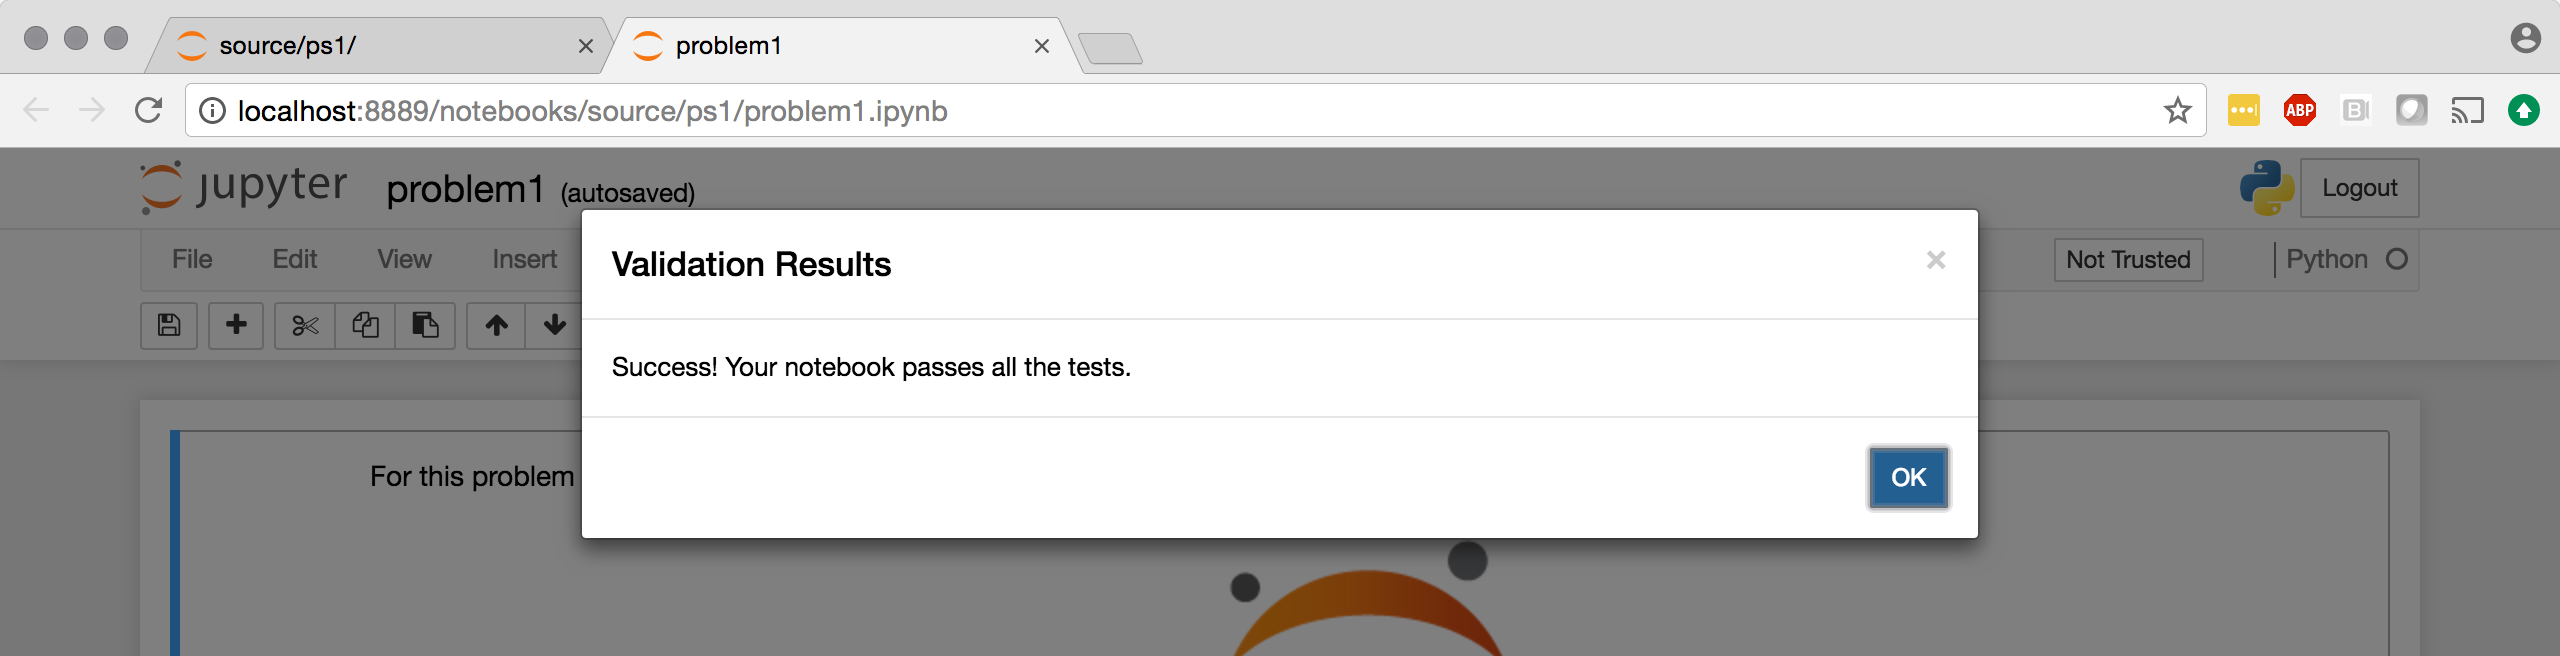 source/ps1/
problem1
localhost:8889/notebooks/source/ps1/problem1.ipynb
ABP
B
jupyter problem1 (autosaved)
Logout
File Edit View Insert
Not Trusted
Python
Validation Results
Success! Your notebook passes all the tests.
OK
For this problem